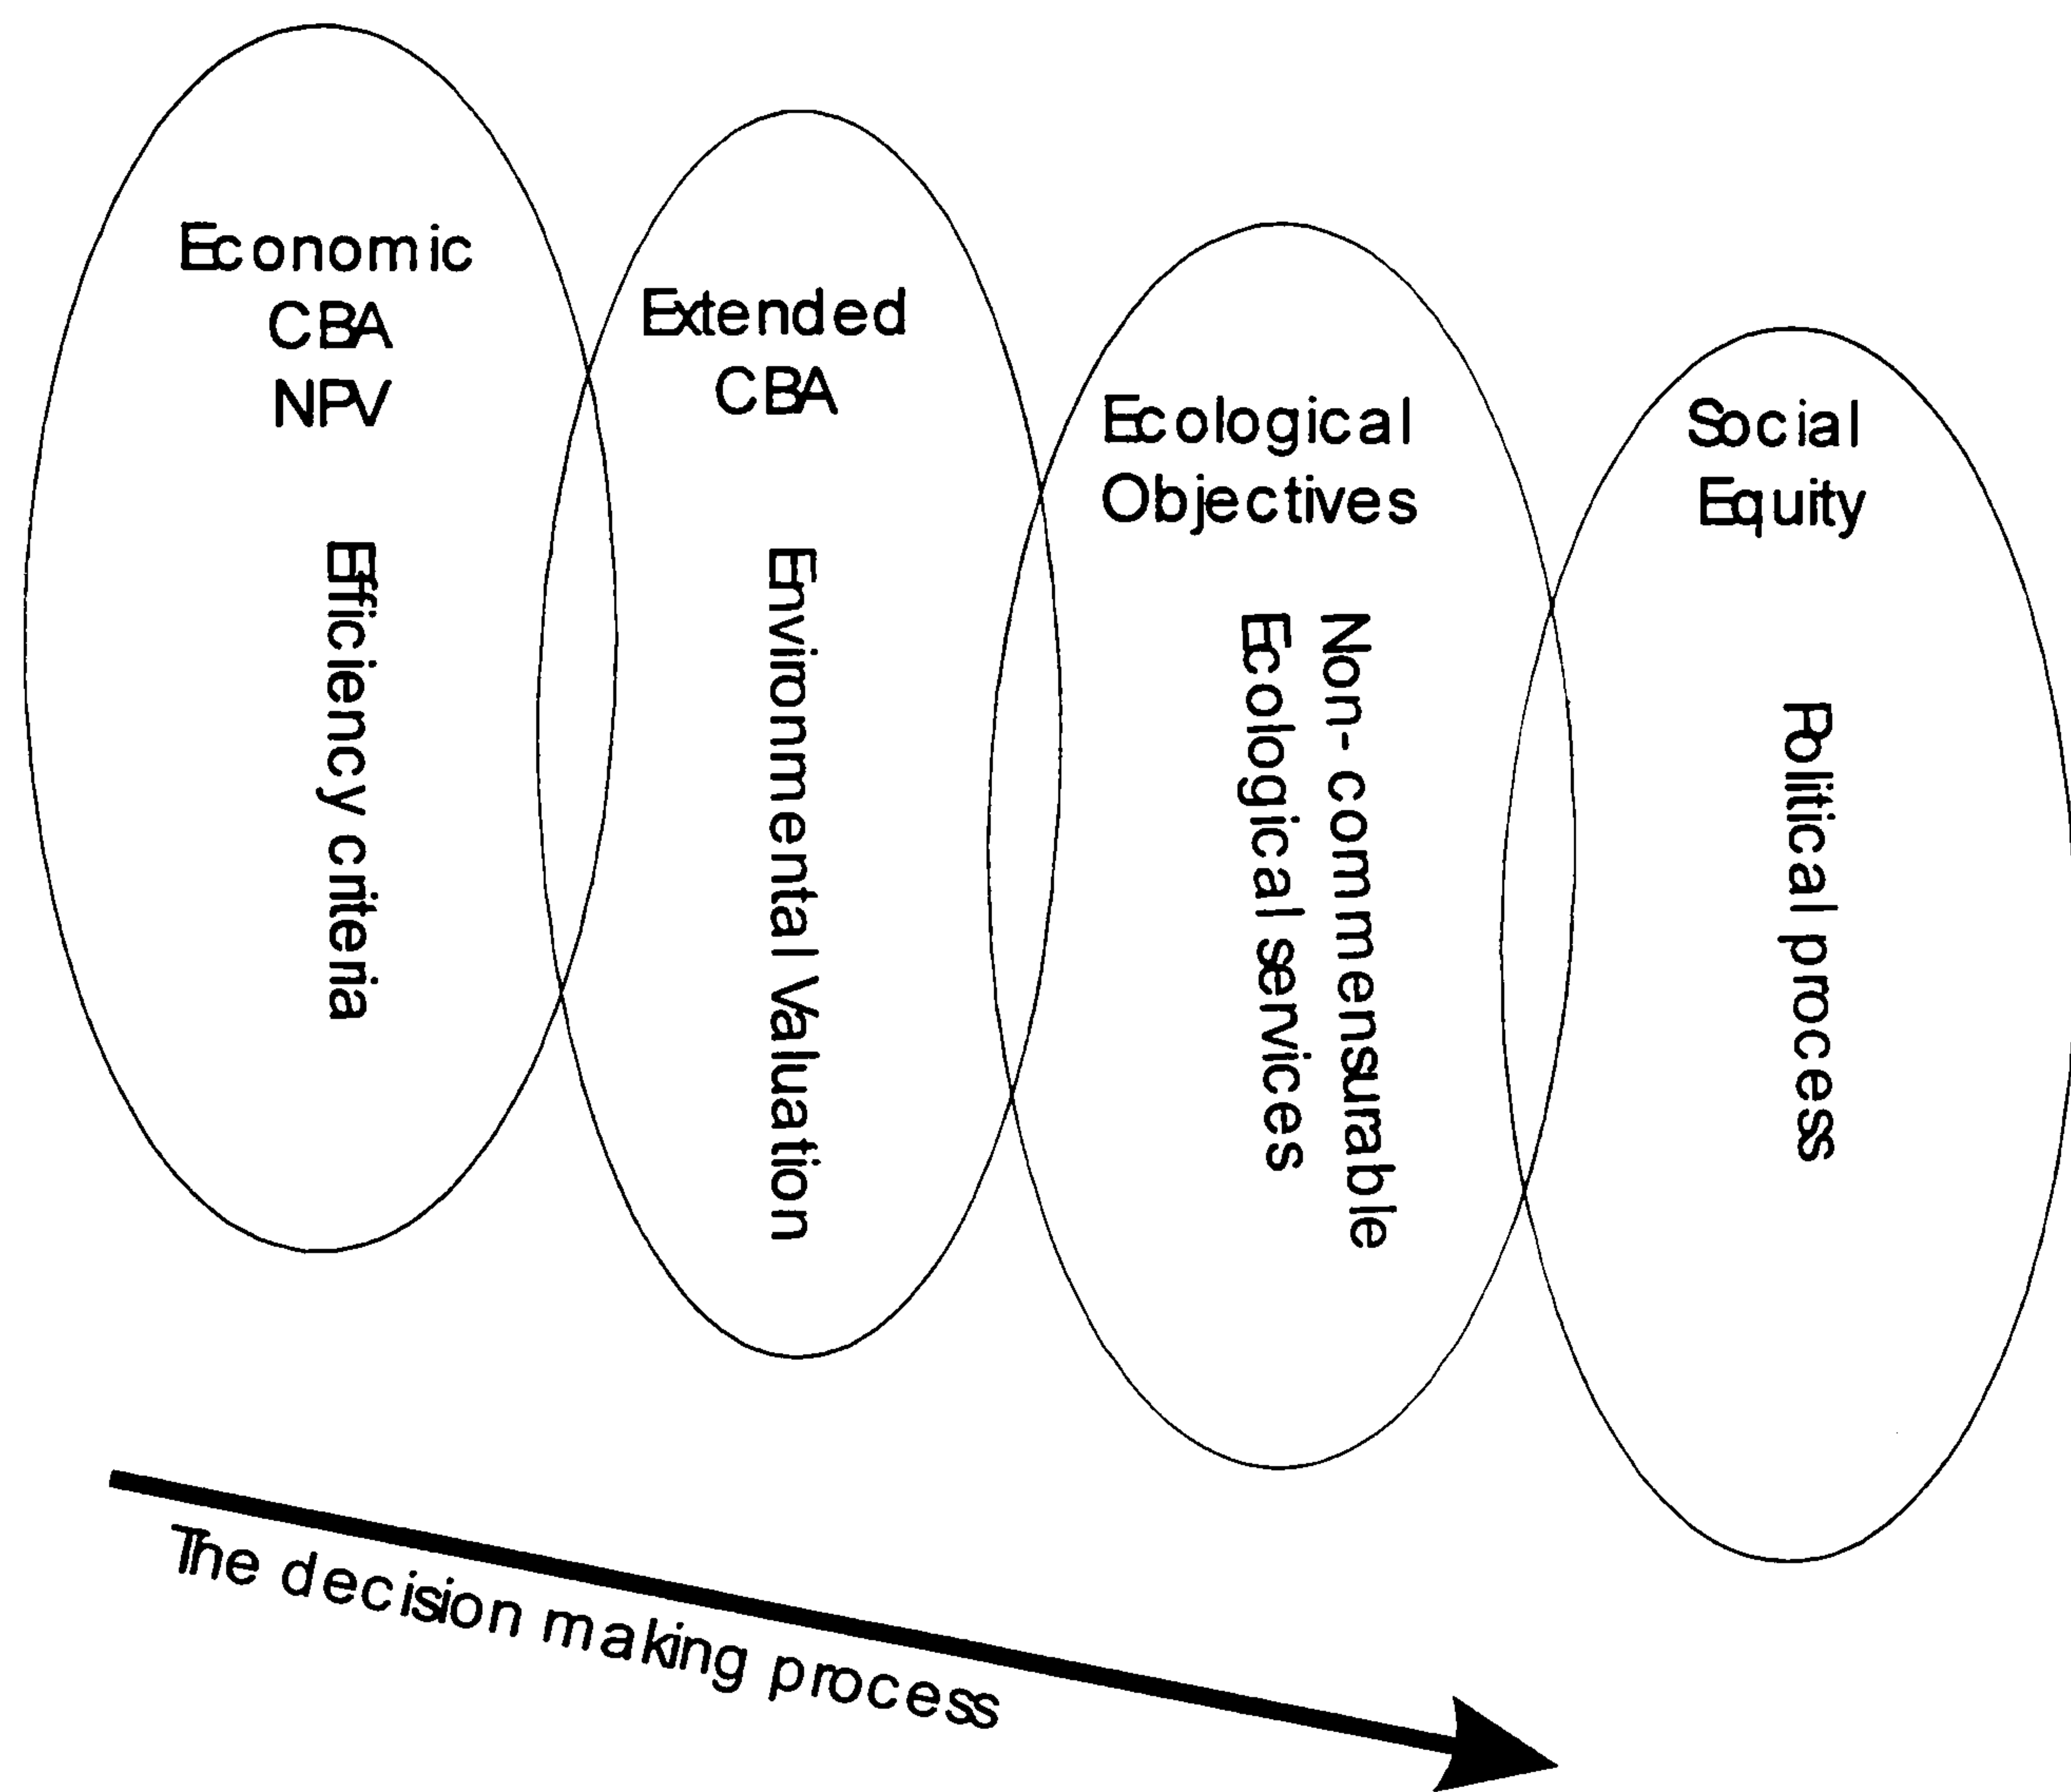 Economic
CBA
NPV
Efficiency criteria
Extended
CBA
Environmental Valuation
Ecological
Objectives
Non-commensurable
Ecological services
Social
Equity
Political process
The decision making process